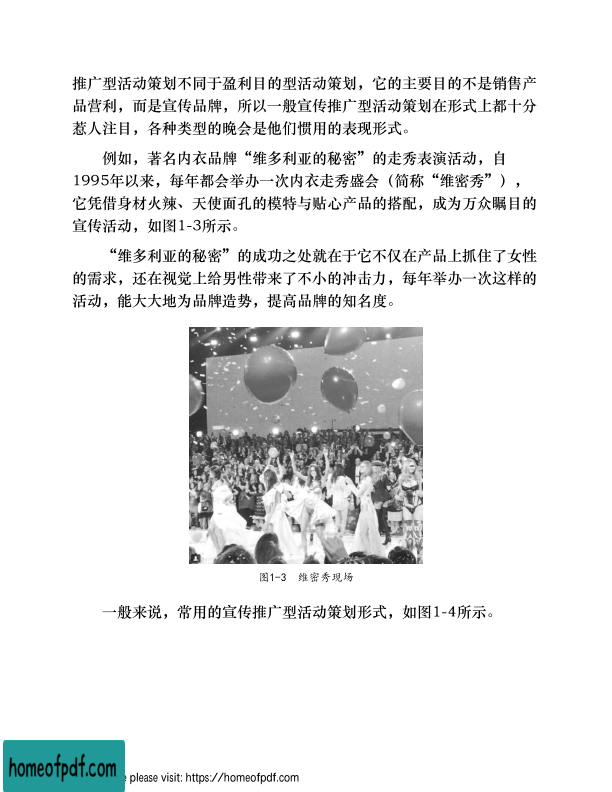 推广型活动策划不同于盈利目的型活动策划，它的主要目的不是销售产
品营利，而是宣传品牌，所以一般宣传推广型活动策划在形式上都十分
惹人注目，各种类型的晚会是他们惯用的表现形式。
例如，著名内衣品牌“维多利亚的秘密”的走秀表演活动，自
1995年以来，每年都会举办一次内衣走秀盛会（简称“维密秀”），
它凭借身材火辣、天使面孔的模特与贴心产品的搭配，成为万众瞩目的
宣传活动，如图1-3所示。
“维多利亚的秘密”的成功之处就在于它不仅在产品上抓住了女性
的需求，还在视觉上给男性带来了不小的冲击力，每年举办一次这样的
活动，能大大地为品牌造势，提高品牌的知名度。
图1-3 维密秀现场
一般来说，常用的宣传推广型活动策划形式，如图1-4所示。
homeofpdf.com
e please visit: https://homeofpdf.com